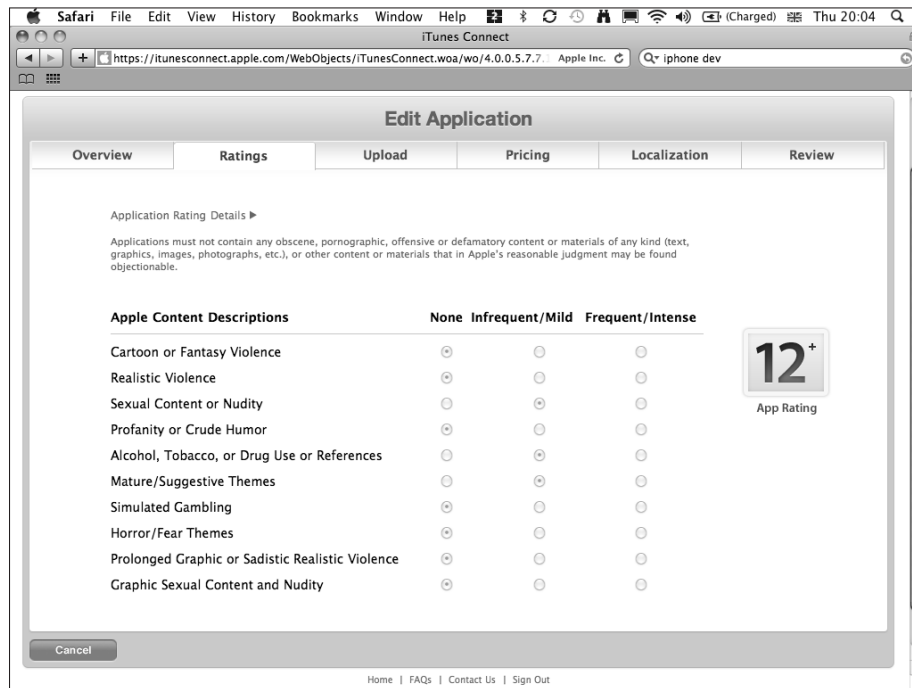 Safari File Edit View History Bookmarks Window Help (Charged) Thu 20:04
iTunes Connect
https://itunesconnect.apple.com/WebObjects/iTunesConnect.woa/wo/4.0.0.5.7.7. Apple Inc. iphone dev
Edit Application
Overview Ratings Upload Pricing Localization Review
Application Rating Details
Applications must not contain any obscene, pornographic, offensive or defamatory content or materials of any kind (text,
graphics, images, photographs, etc.), or other content or materials that in Apple's reasonable judgment may be found
objectionable.
Apple Content Descriptions None Infrequent/Mild Frequent/Intense
Cartoon or Fantasy Violence
Realistic Violence
Sexual Content or Nudity
Profanity or Crude Humor
Alcohol, Tobacco, or Drug Use or References
Mature/Suggestive Themes
Simulated Gambling
Horror/Fear Themes
Prolonged Graphic or Sadistic Realistic Violence
Graphic Sexual Content and Nudity
12+
App Rating
Cancel
Home | FAQs | Contact Us | Sign Out